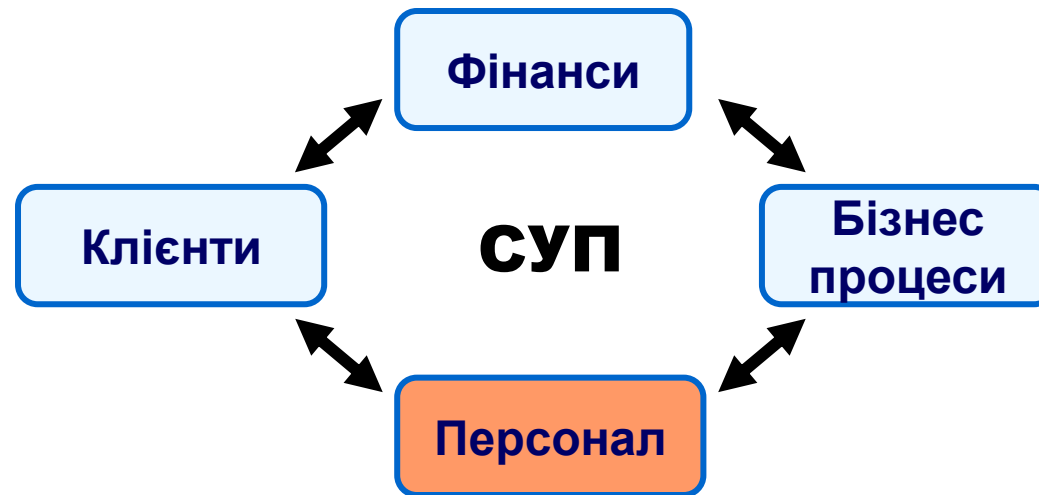 Фінанси
Клієнти
СУП
Бізнес
процеси
Персонал